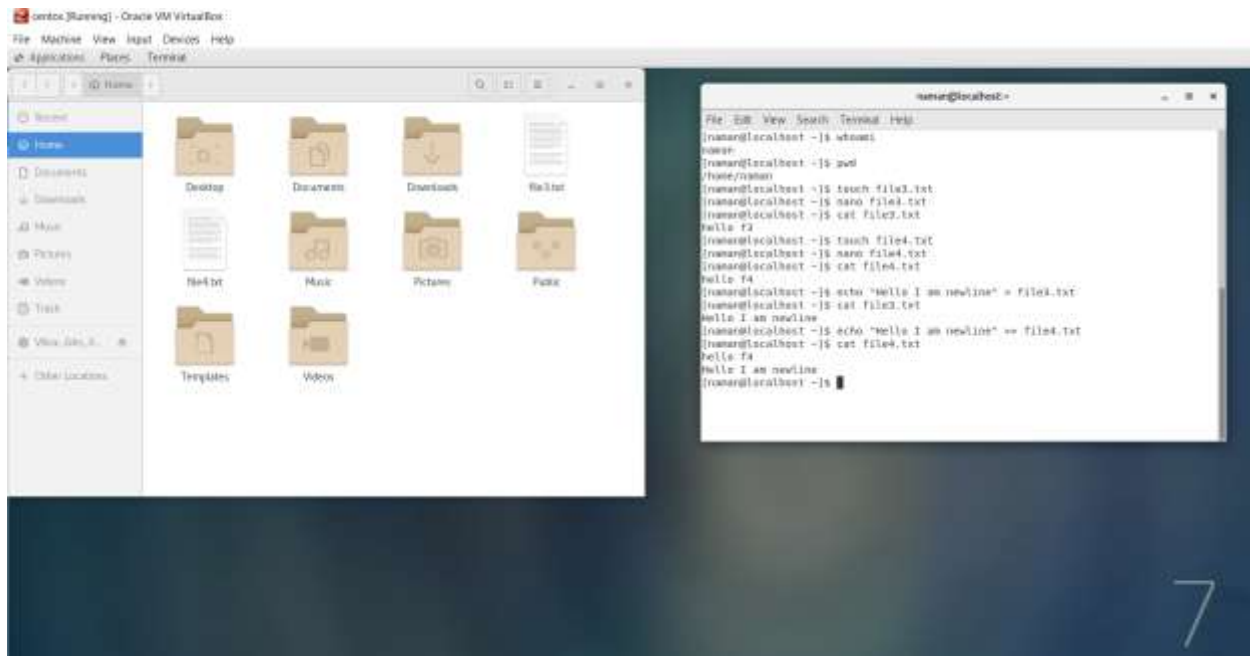 centos [Running] - Oracle VM VirtualBox
File Machine View Input Devices Help
Applications Places Terminal
Home
Recent
Home
Documents
Downloads
Music
Pictures
Videos
Trash
+ Other Locations
Desktop
Documents
Downloads
file3.txt
file4.txt
Music
Pictures
Public
Templates
Videos
naman@localhost:~
File Edit View Search Terminal Help
[naman@localhost ~]$ whoami
naman
[naman@localhost ~]$ pwd
/home/naman
[naman@localhost ~]$ touch file3.txt
[naman@localhost ~]$ nano file3.txt
[naman@localhost ~]$ cat file3.txt
hello f3
[naman@localhost ~]$ touch file4.txt
[naman@localhost ~]$ nano file4.txt
[naman@localhost ~]$ cat file4.txt
hello f4
[naman@localhost ~]$ echo "Hello I am newline" > file3.txt
[naman@localhost ~]$ cat file3.txt
Hello I am newline
[naman@localhost ~]$ echo "Hello I am newline" >> file4.txt
[naman@localhost ~]$ cat file4.txt
hello f4
Hello I am newline
[naman@localhost ~]$
7